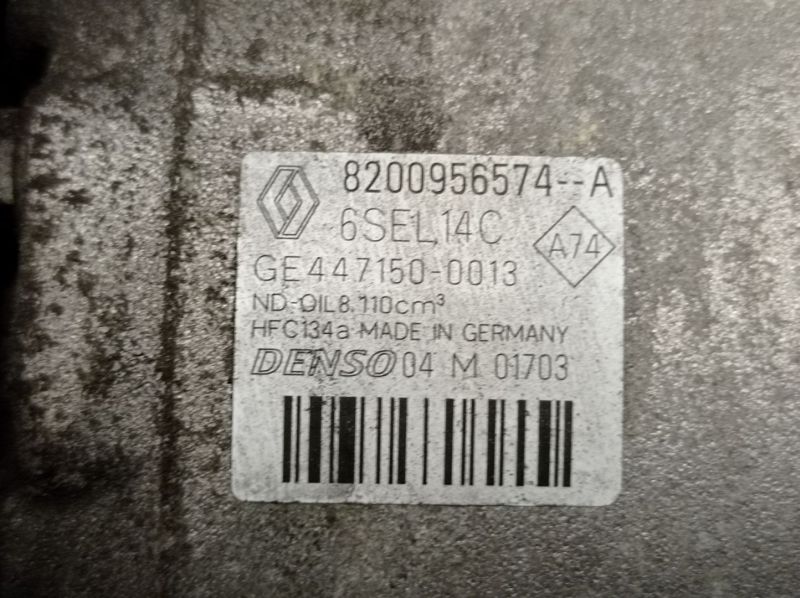 8200956574--A
6SEL14C
A74
GE447150-0013
ND-OIL8,110cm³
HFC134a MADE IN GERMANY
DENSO 04 M 01703